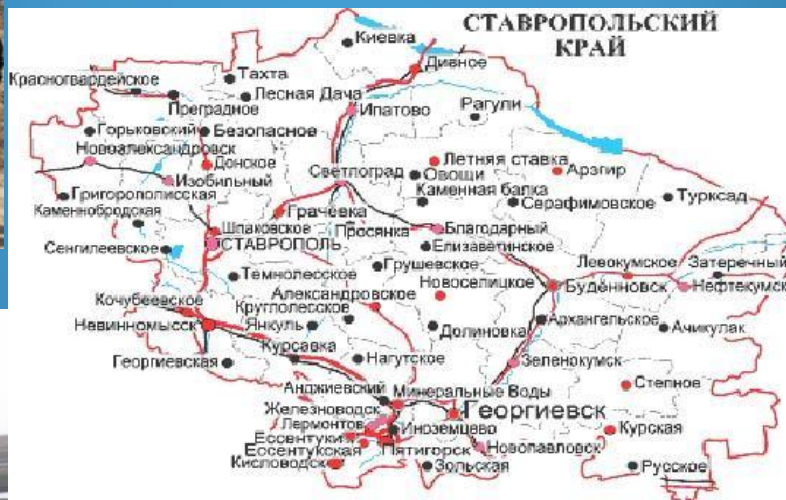 СТАВРОПОЛЬСКИЙ
КРАЙ
Киевка
Дивное
Тахта
Красногвардейское
Лесная Дача
Преградное
Ипатово
Рагули
Горьковский
Безопасное
Новоалександровск
Донское
Летняя ставка
Светлоград
Овощи
Арзгир
Изобильный
Каменная балка
Григорополисская
Серафимовское
Турксад
Грачевка
Каменнобродская
Шпаковское
Просянка
Благодарный
СТАВРОПОЛЬ
Сенгилеевское
Елизаветинское
Грушевское
Левокумское
Затеречный
Темнолесское
Новоселицкое
Будённовск
Нефтекумск
Александровское
Кочубеевское
Круглолесское
Невинномысск
Янкуль
Архангельское
Долиновка
Ачикулак
Курсавка
Георгиевская
Нагутское
Зеленокумск
Степное
Анджиевский
Минеральные Воды
Железноводск
Георгиевск
Лермонтов
Иноземцево
Курская
Ессентуки
Ессентукская
Пятигорск
Новопавловск
Кисловодск
Зольская
Русское